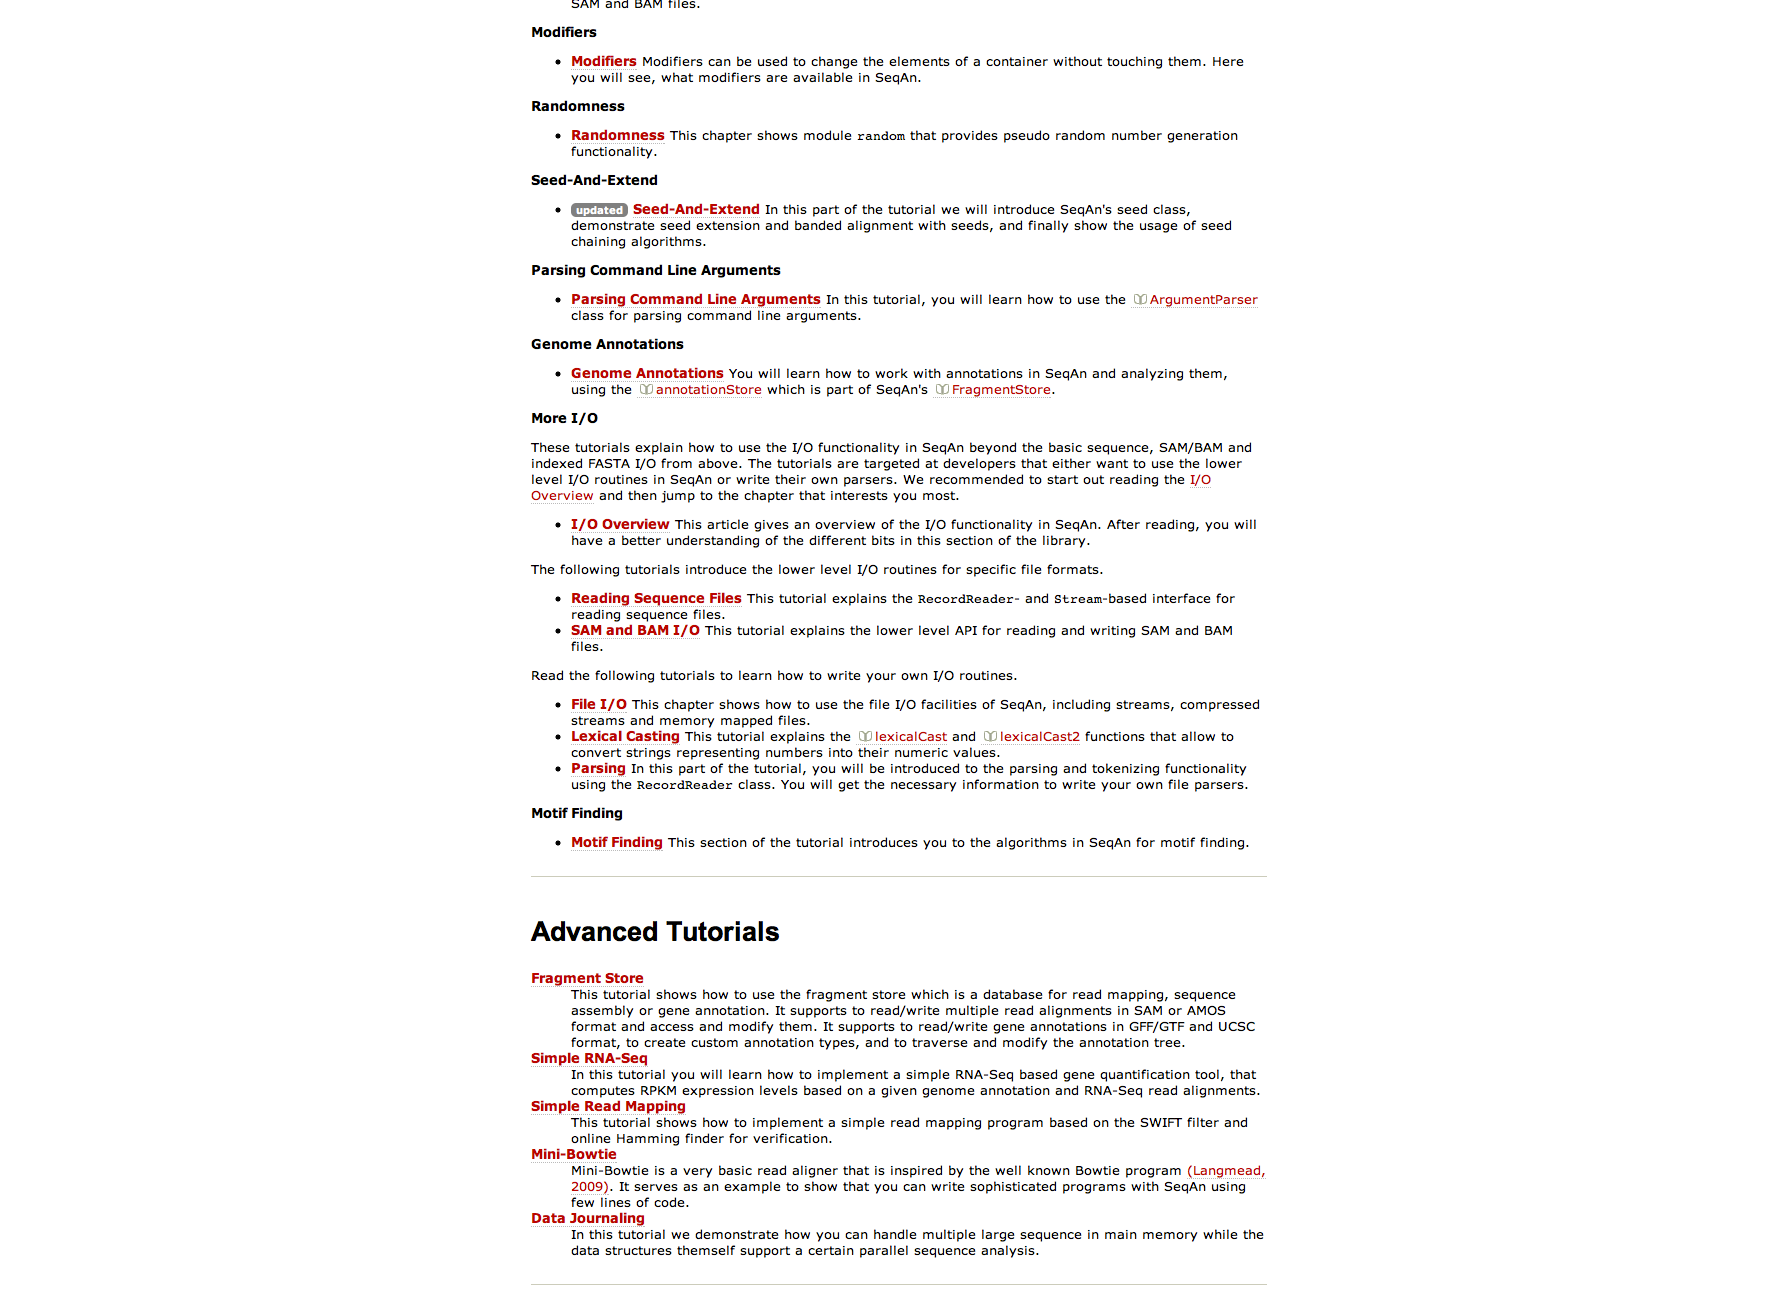 SAM and BAM files.
Modifiers
• Modifiers Modifiers can be used to change the elements of a container without touching them. Here
you will see, what modifiers are available in SeqAn.
Randomness
• Randomness This chapter shows module random that provides pseudo random number generation
functionality.
Seed-And-Extend
• updated Seed-And-Extend In this part of the tutorial we will introduce SeqAn's seed class,
demonstrate seed extension and banded alignment with seeds, and finally show the usage of seed
chaining algorithms.
Parsing Command Line Arguments
• Parsing Command Line Arguments In this tutorial, you will learn how to use the ArgumentParser
class for parsing command line arguments.
Genome Annotations
• Genome Annotations You will learn how to work with annotations in SeqAn and analyzing them,
using the annotationStore which is part of SeqAn's FragmentStore.
More I/O
These tutorials explain how to use the I/O functionality in SeqAn beyond the basic sequence, SAM/BAM and
indexed FASTA I/O from above. The tutorials are targeted at developers that either want to use the lower
level I/O routines in SeqAn or write their own parsers. We recommended to start out reading the I/O
Overview and then jump to the chapter that interests you most.
• I/O Overview This article gives an overview of the I/O functionality in SeqAn. After reading, you will
have a better understanding of the different bits in this section of the library.
The following tutorials introduce the lower level I/O routines for specific file formats.
• Reading Sequence Files This tutorial explains the RecordReader- and Stream-based interface for
reading sequence files.
• SAM and BAM I/O This tutorial explains the lower level API for reading and writing SAM and BAM
files.
Read the following tutorials to learn how to write your own I/O routines.
• File I/O This chapter shows how to use the file I/O facilities of SeqAn, including streams, compressed
streams and memory mapped files.
• Lexical Casting This tutorial explains the lexicalCast and lexicalCast2 functions that allow to
convert strings representing numbers into their numeric values.
• Parsing In this part of the tutorial, you will be introduced to the parsing and tokenizing functionality
using the RecordReader class. You will get the necessary information to write your own file parsers.
Motif Finding
• Motif Finding This section of the tutorial introduces you to the algorithms in SeqAn for motif finding.
Advanced Tutorials
Fragment Store
This tutorial shows how to use the fragment store which is a database for read mapping, sequence
assembly or gene annotation. It supports to read/write multiple read alignments in SAM or AMOS
format and access and modify them. It supports to read/write gene annotations in GFF/GTF and UCSC
format, to create custom annotation types, and to traverse and modify the annotation tree.
Simple RNA-Seq
In this tutorial you will learn how to implement a simple RNA-Seq based gene quantification tool, that
computes RPKM expression levels based on a given genome annotation and RNA-Seq read alignments.
Simple Read Mapping
This tutorial shows how to implement a simple read mapping program based on the SWIFT filter and
online Hamming finder for verification.
Mini-Bowtie
Mini-Bowtie is a very basic read aligner that is inspired by the well known Bowtie program (Langmead,
2009). It serves as an example to show that you can write sophisticated programs with SeqAn using
few lines of code.
Data Journaling
In this tutorial we demonstrate how you can handle multiple large sequence in main memory while the
data structures themself support a certain parallel sequence analysis.